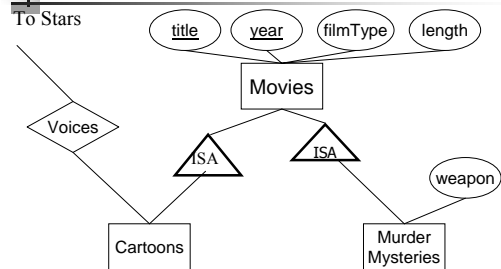 To Stars
title
year
filmType
length
Movies
Voices
ISA
ISA
weapon
Cartoons
Murder
Mysteries